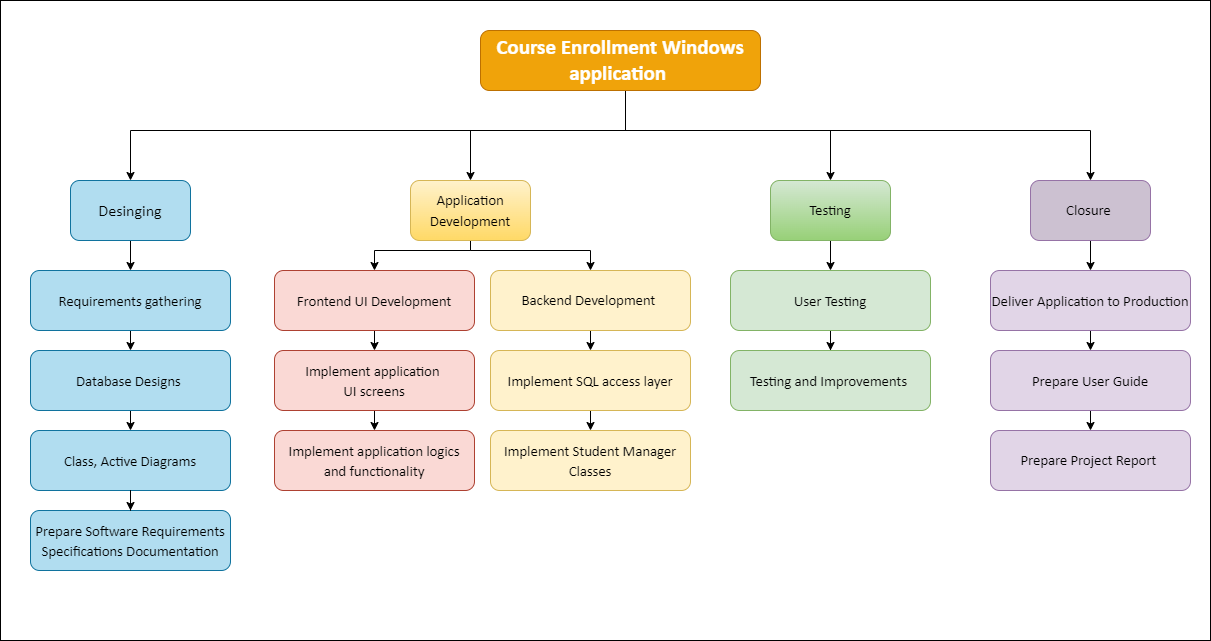 Course Enrollment Windows
application
Desinging
Application
Development
Testing
Closure
Requirements gathering
Frontend UI Development
Backend Development
User Testing
Deliver Application to Production
Database Designs
Implement application
UI screens
Implement SQL access layer
Testing and Improvements
Prepare User Guide
Class, Active Diagrams
Implement application logics
and functionality
Implement Student Manager
Classes
Prepare Project Report
Prepare Software Requirements
Specifications Documentation